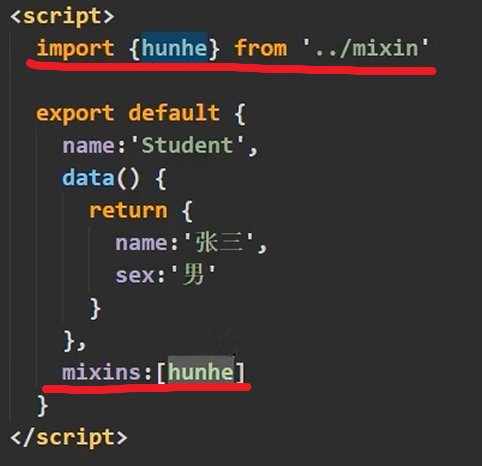 <script>
import {hunhe} from '../mixin'
export default {
name:'Student',
data() {
return {
name:'张三',
sex:'男'
}
},
mixins:[hunhe]
}
</script>